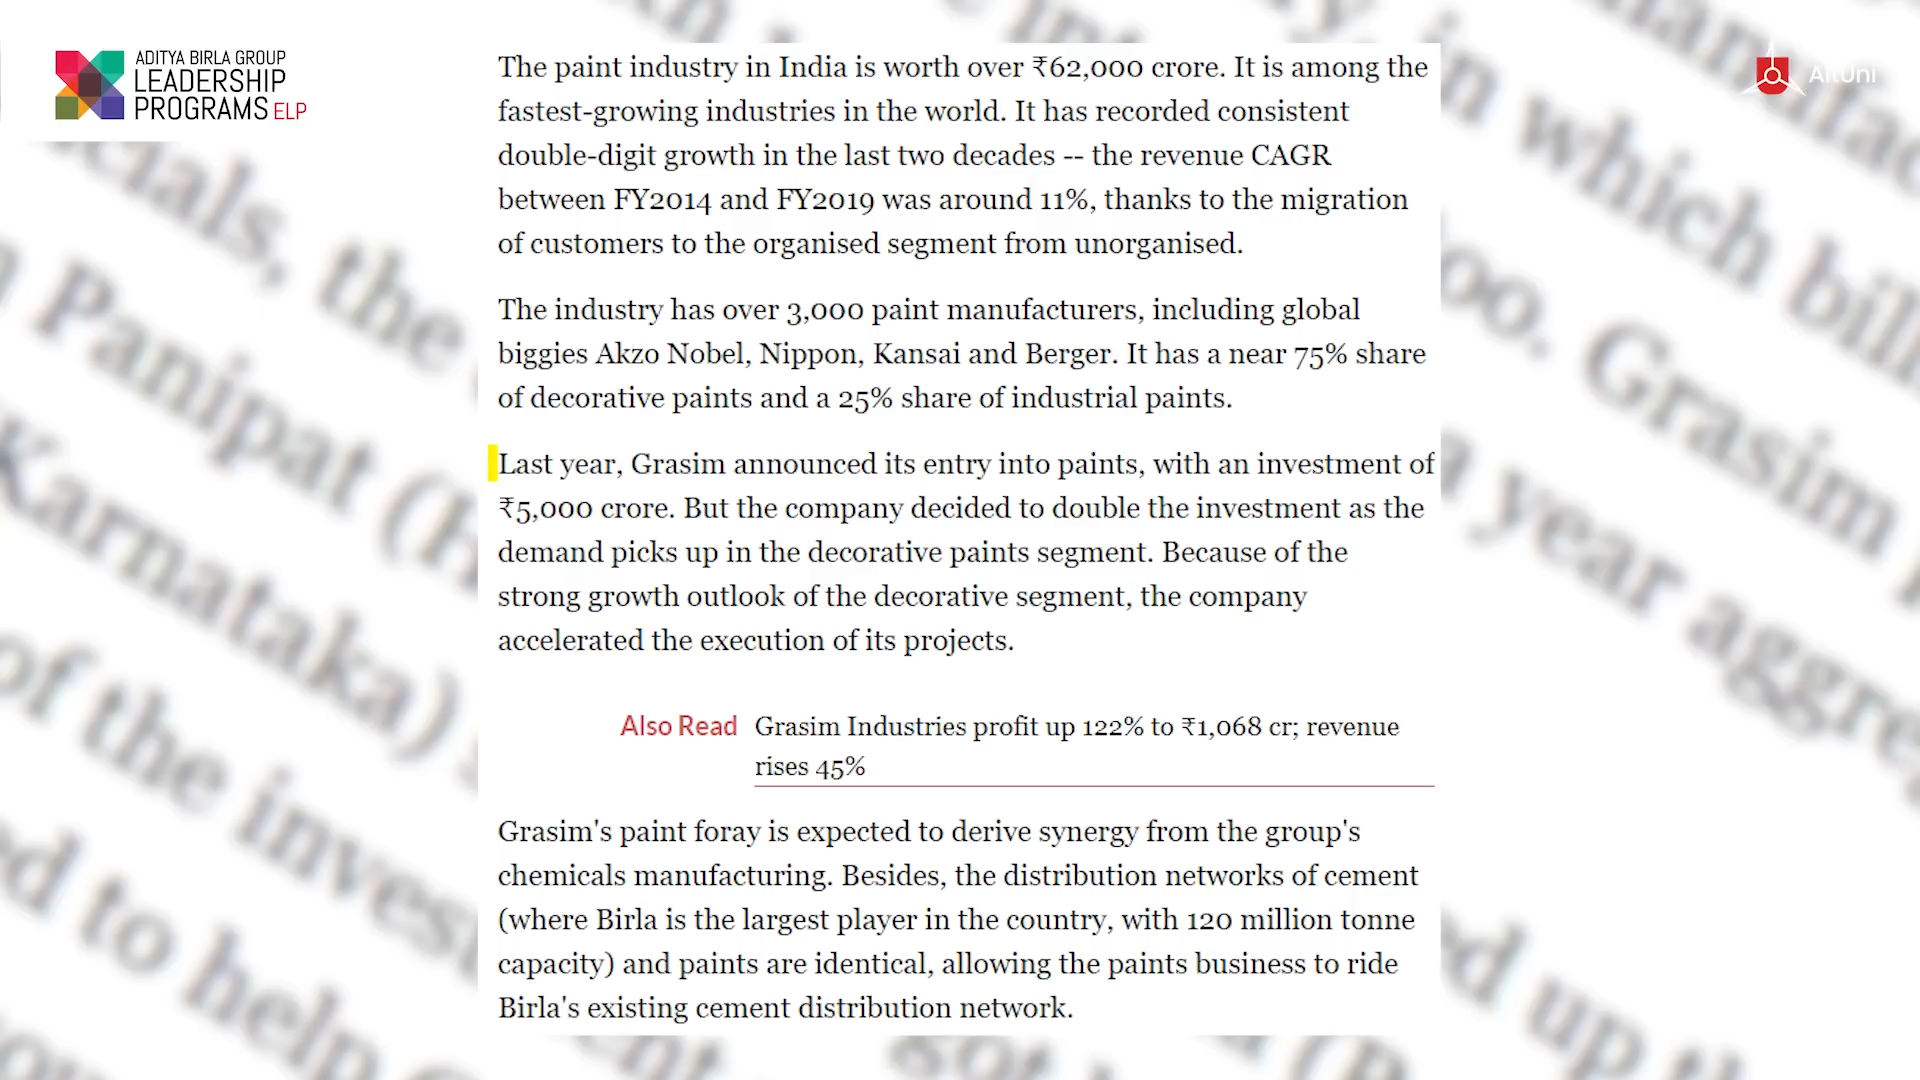 ADITYA BIRLA GROUP
LEADERSHIP
PROGRAMS ELP
AltUni
The paint industry in India is worth over ₹62,000 crore. It is among the
fastest-growing industries in the world. It has recorded consistent
double-digit growth in the last two decades -- the revenue CAGR
between FY2014 and FY2019 was around 11%, thanks to the migration
of customers to the organised segment from unorganised.
The industry has over 3,000 paint manufacturers, including global
biggies Akzo Nobel, Nippon, Kansai and Berger. It has a near 75% share
of decorative paints and a 25% share of industrial paints.
Last year, Grasim announced its entry into paints, with an investment of
₹5,000 crore. But the company decided to double the investment as the
demand picks up in the decorative paints segment. Because of the
strong growth outlook of the decorative segment, the company
accelerated the execution of its projects.
Also Read Grasim Industries profit up 122% to ₹1,068 cr; revenue
rises 45%
Grasim's paint foray is expected to derive synergy from the group's
chemicals manufacturing. Besides, the distribution networks of cement
(where Birla is the largest player in the country, with 120 million tonne
capacity) and paints are identical, allowing the paints business to ride
Birla's existing cement distribution network.